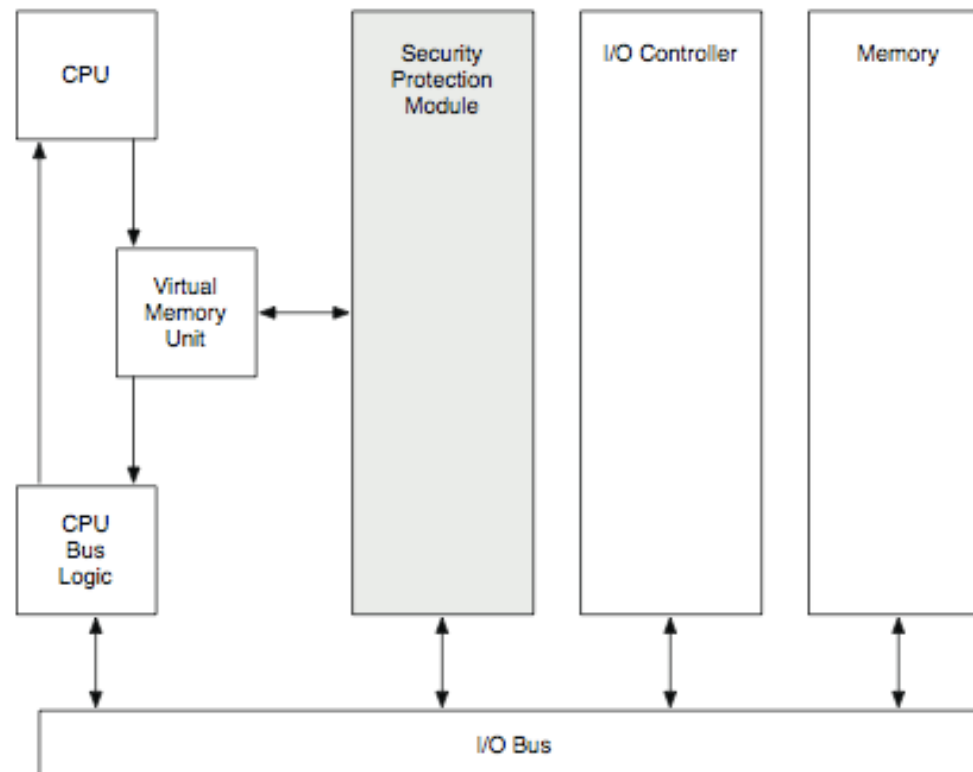 CPU
Security
Protection
Module
I/O Controller
Memory
Virtual
Memory
Unit
CPU
Bus
Logic
I/O Bus